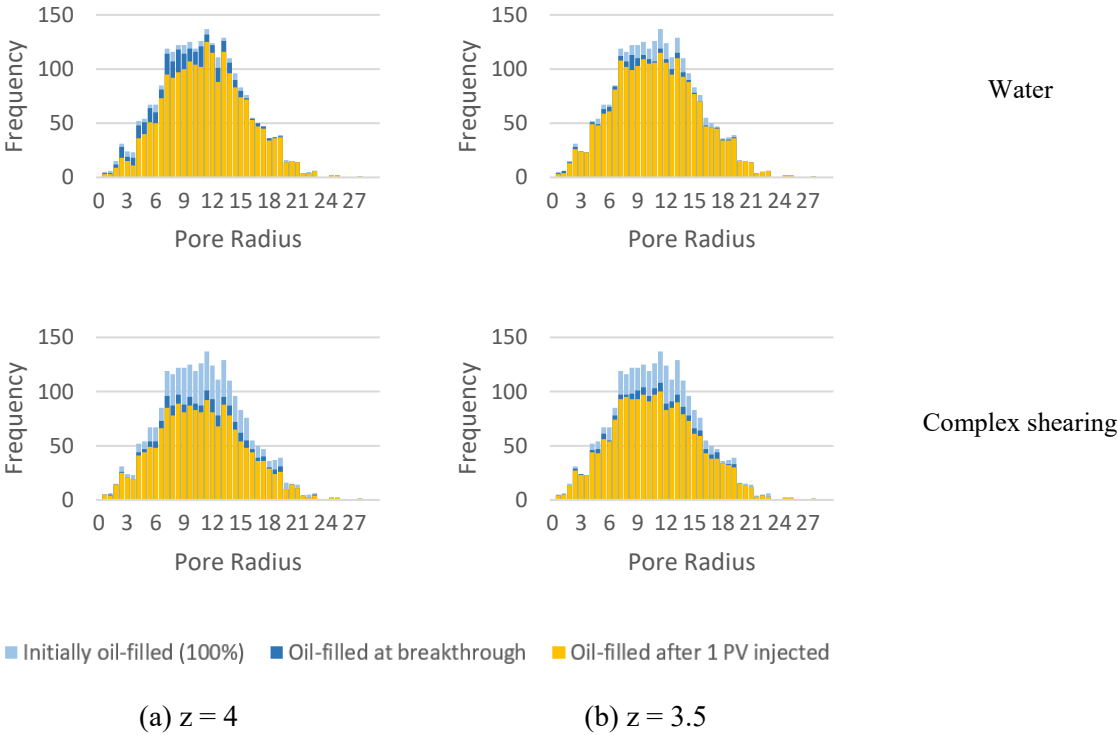 150
100
50
0
Frequency
0 3 6 9 12 15 18 21 24 27
Pore Radius
150
100
50
0
Frequency
0 3 6 9 12 15 18 21 24 27
Pore Radius
Water
150
100
50
0
Frequency
0 3 6 9 12 15 18 21 24 27
Pore Radius
150
100
50
0
Frequency
0 3 6 9 12 15 18 21 24 27
Pore Radius
Complex shearing
Initially oil-filled (100%) Oil-filled at breakthrough Oil-filled after 1 PV injected
(a) z = 4 (b) z = 3.5